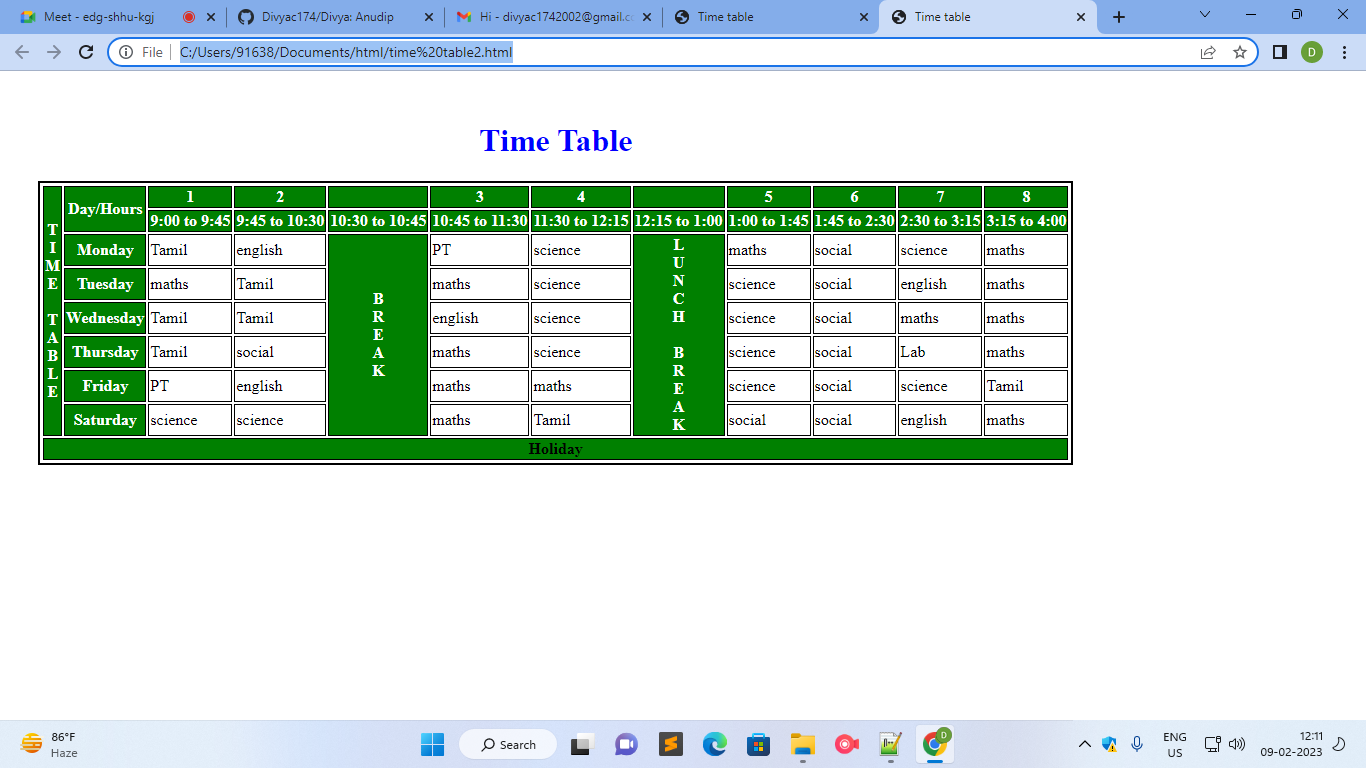 Meet - edg-shhu-kgj
Divyac174/Divya: Anudip
Hi - divyac1742002@gmail.cc
Time table
Time table
File C:/Users/91638/Documents/html/time%20table2.html
D
Time Table
TIME TABLE
Day/Hours 1 2 3 4 5 6 7 8
9:00 to 9:45 9:45 to 10:30 10:30 to 10:45 10:45 to 11:30 11:30 to 12:15 12:15 to 1:00 1:00 to 1:45 1:45 to 2:30 2:30 to 3:15 3:15 to 4:00
BREAK
LUNCH BREAK
Monday Tamil english PT science maths social science maths
Tuesday maths Tamil maths science science social english maths
Wednesday Tamil Tamil english science science social maths maths
Thursday Tamil social maths science science social Lab maths
Friday PT english maths maths science social science Tamil
Saturday science science maths Tamil social social english maths
Holiday
86°F
Haze
Search
D
ENG
US
12:11
09-02-2023